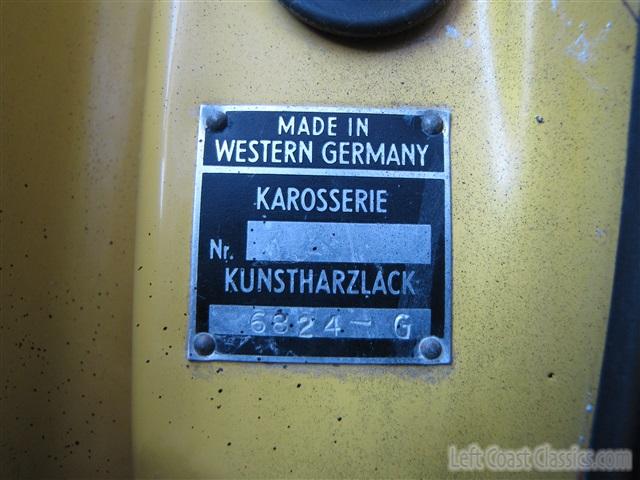 MADE IN
WESTERN GERMANY
KAROSSERIE
Nr.
KUNSTHARZLACK
6824-G
Left Coast Classics.com